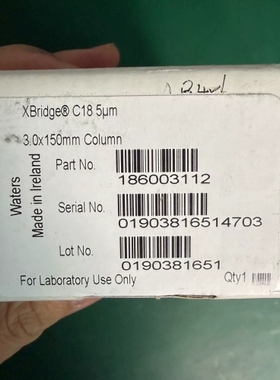 XBridge® C18 5µm
3.0x150mm Column
Part No.
186003112
Serial No.
01903816514703
Lot No.
0190381651
For Laboratory Use Only
Qty1
Waters
Made in Ireland